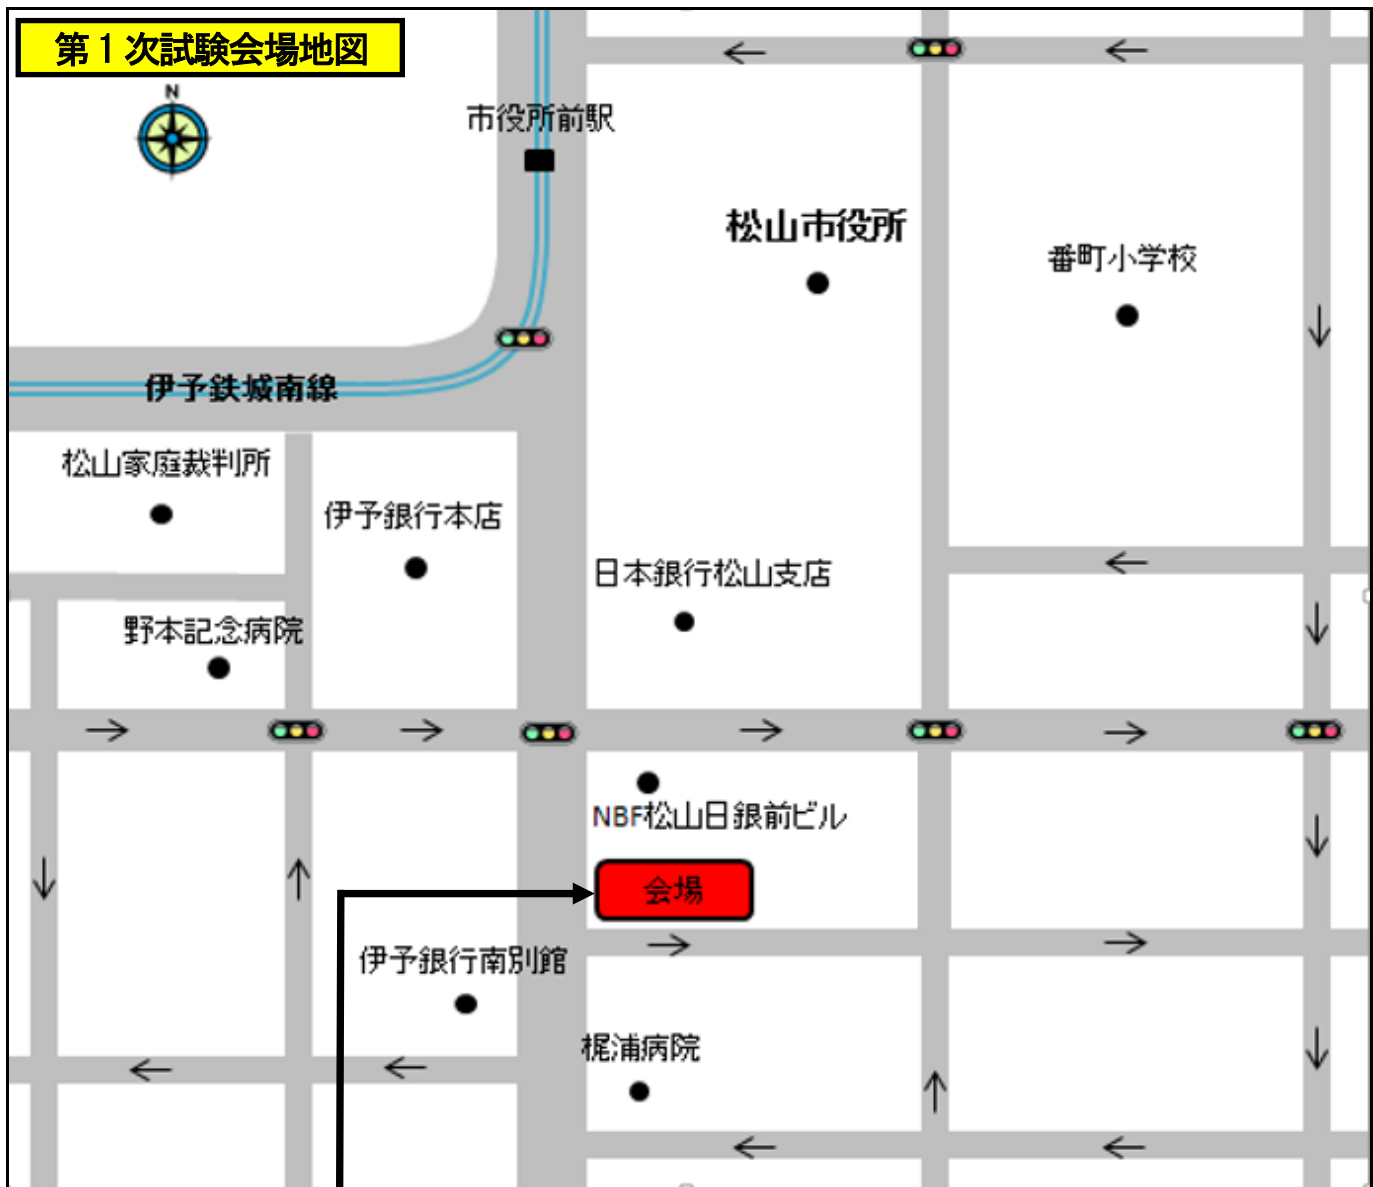 第1次試験会場地図
N
市役所前駅
松山市役所
番町小学校
伊予鉄城南線
松山家庭裁判所
伊予銀行本店
日本銀行松山支店
野本記念病院
NBF松山日銀前ビル
会場
伊予銀行南別館
梶浦病院